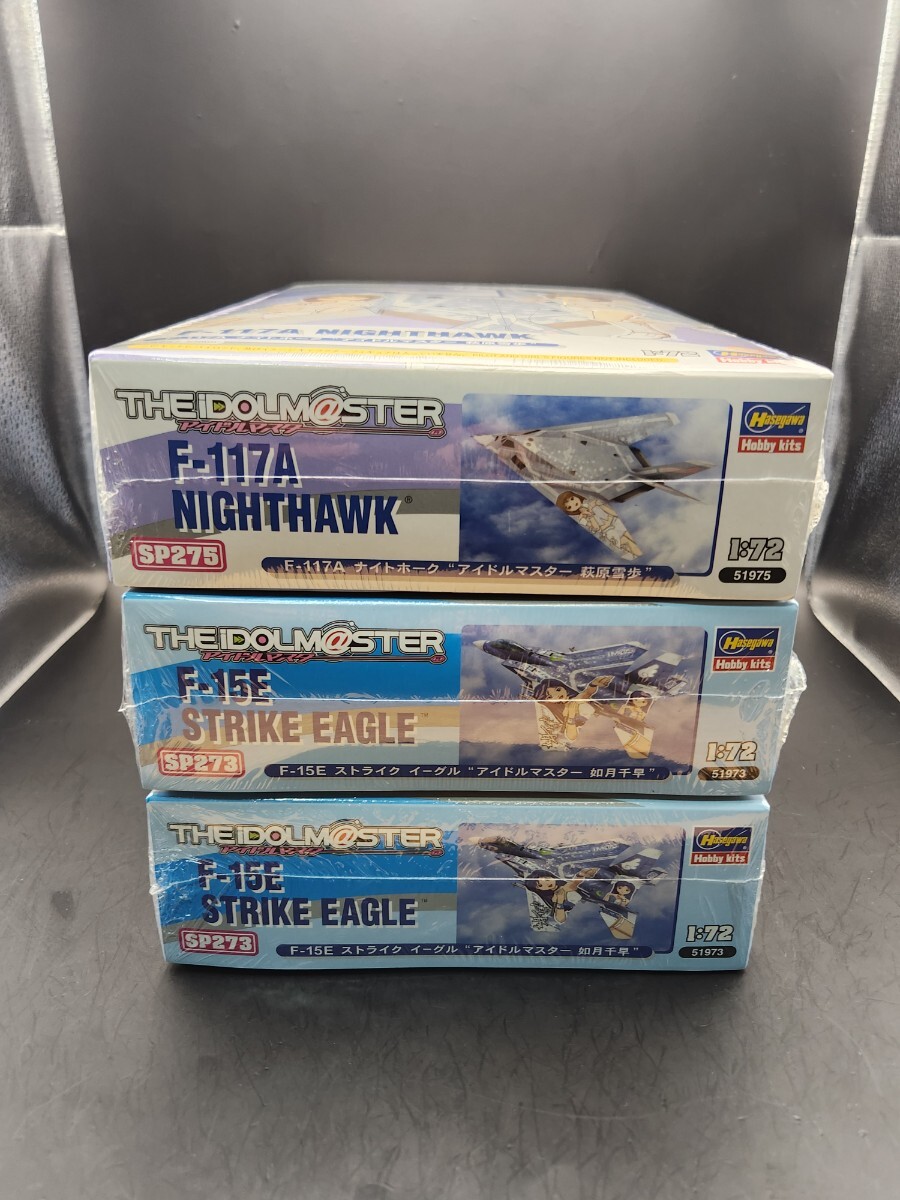 F-117A NIGHTHAWK
1:72
THE iDOLM@STER
アイドルマスター
F-117A
NIGHTHAWK®
SP275
F-117A ナイトホーク “アイドルマスター 萩原雪歩”
Hasegawa
Hobby kits
1:72
51975
THE iDOLM@STER
アイドルマスター
F-15E
STRIKE EAGLE™
SP273
F-15E ストライク イーグル “アイドルマスター 如月千早”
Hasegawa
Hobby kits
1:72
51973
THE iDOLM@STER
アイドルマスター
F-15E
STRIKE EAGLE™
SP273
F-15E ストライク イーグル “アイドルマスター 如月千早”
Hasegawa
Hobby kits
1:72
51973